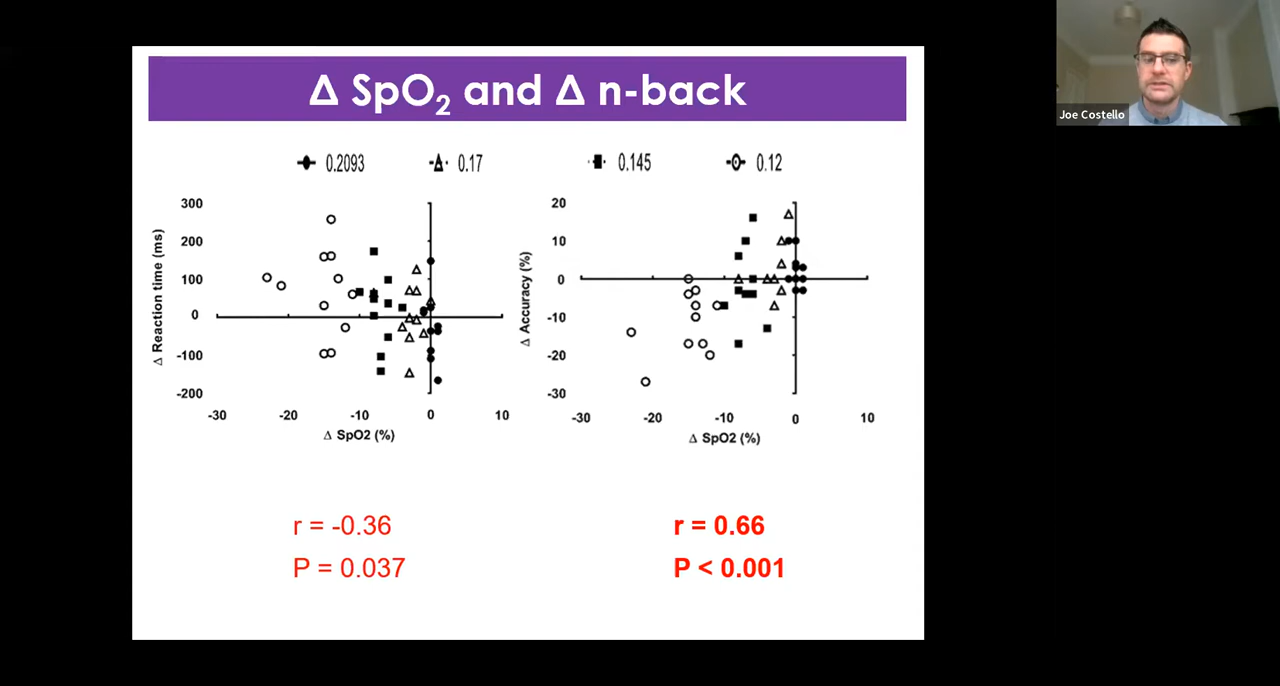 Δ SpO₂ and Δ n-back
0.2093 0.17 0.145 0.12
300
200
100
0
-100
-200
Δ Reaction time (ms)
-30 -20 -10 0 10
Δ SpO2 (%)
20
10
0
-10
-20
-30
Δ Accuracy (%)
-30 -20 -10 0 10
Δ SpO2 (%)
r = -0.36
P = 0.037
r = 0.66
P < 0.001
Joe Costello